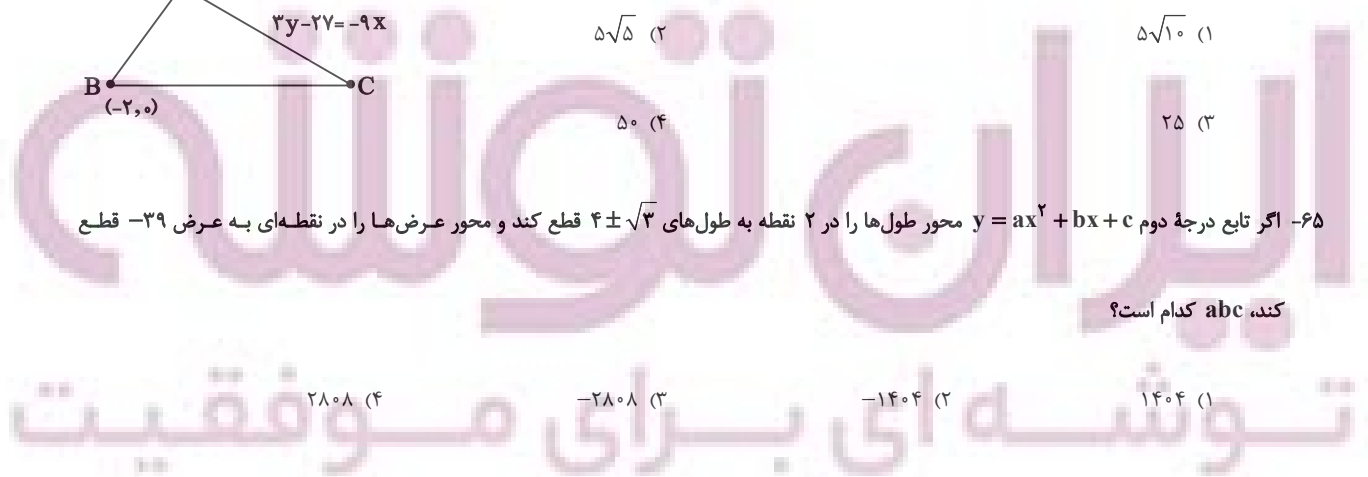 ۳y-۲۷=-۹x
۱) ۵√۱۰ ۲) ۵√۵
B C
(-۲,۰)
۳) ۲۵ ۴) ۵۰
۶۵- اگر تابع درجهٔ دوم y = ax² + bx + c محور طول‌ها را در ۲ نقطه به طول‌های ۴±√۳ قطع کند و محور عرض‌ها را در نقطه‌ای به عرض ۳۹- قطع
کند، abc کدام است؟
۱) ۱۴۰۴ ۲) -۱۴۰۴ ۳) -۲۸۰۸ ۴) ۲۸۰۸
ایران توشه
توشه ای برای موفقیت